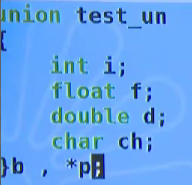 union test_un
{
int i;
float f;
double d;
char ch;
}b , *p;